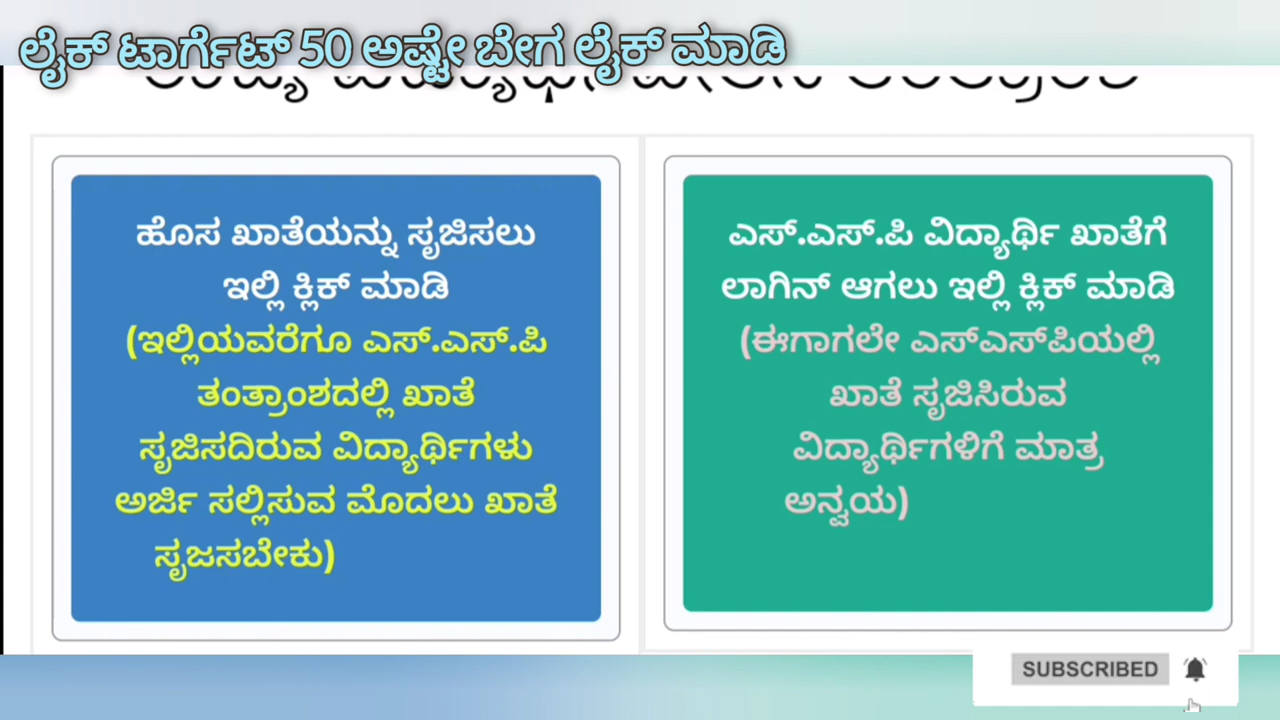 ಲೈಕ್ ಟಾರ್ಗೆಟ್ 50 ಅಷ್ಟೇ ಬೇಗ ಲೈಕ್ ಮಾಡಿ
ಹೊಸ ಖಾತೆಯನ್ನು ಸೃಜಿಸಲು
ಇಲ್ಲಿ ಕ್ಲಿಕ್ ಮಾಡಿ
(ಇಲ್ಲಿಯವರೆಗೂ ಎಸ್.ಎಸ್.ಪಿ
ತಂತ್ರಾಂಶದಲ್ಲಿ ಖಾತೆ
ಸೃಜಿಸದಿರುವ ವಿದ್ಯಾರ್ಥಿಗಳು
ಅರ್ಜಿ ಸಲ್ಲಿಸುವ ಮೊದಲು ಖಾತೆ
ಸೃಜಸಬೇಕು)
ಎಸ್.ಎಸ್.ಪಿ ವಿದ್ಯಾರ್ಥಿ ಖಾತೆಗೆ
ಲಾಗಿನ್ ಆಗಲು ಇಲ್ಲಿ ಕ್ಲಿಕ್ ಮಾಡಿ
(ಈಗಾಗಲೇ ಎಸ್ಎಸ್‌ಪಿಯಲ್ಲಿ
ಖಾತೆ ಸೃಜಿಸಿರುವ
ವಿದ್ಯಾರ್ಥಿಗಳಿಗೆ ಮಾತ್ರ
ಅನ್ವಯ)
SUBSCRIBED